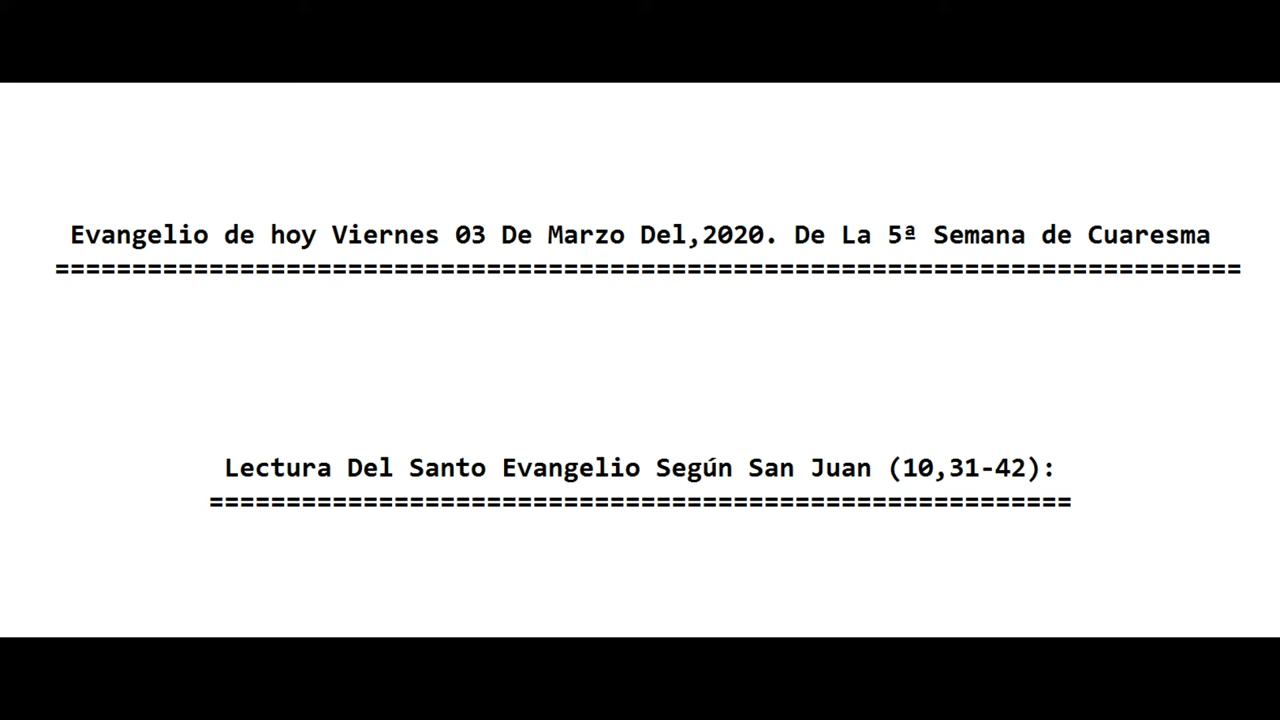 Evangelio de hoy Viernes 03 De Marzo Del,2020. De La 5ª Semana de Cuaresma
=============================================================================
Lectura Del Santo Evangelio Según San Juan (10,31-42):
========================================================